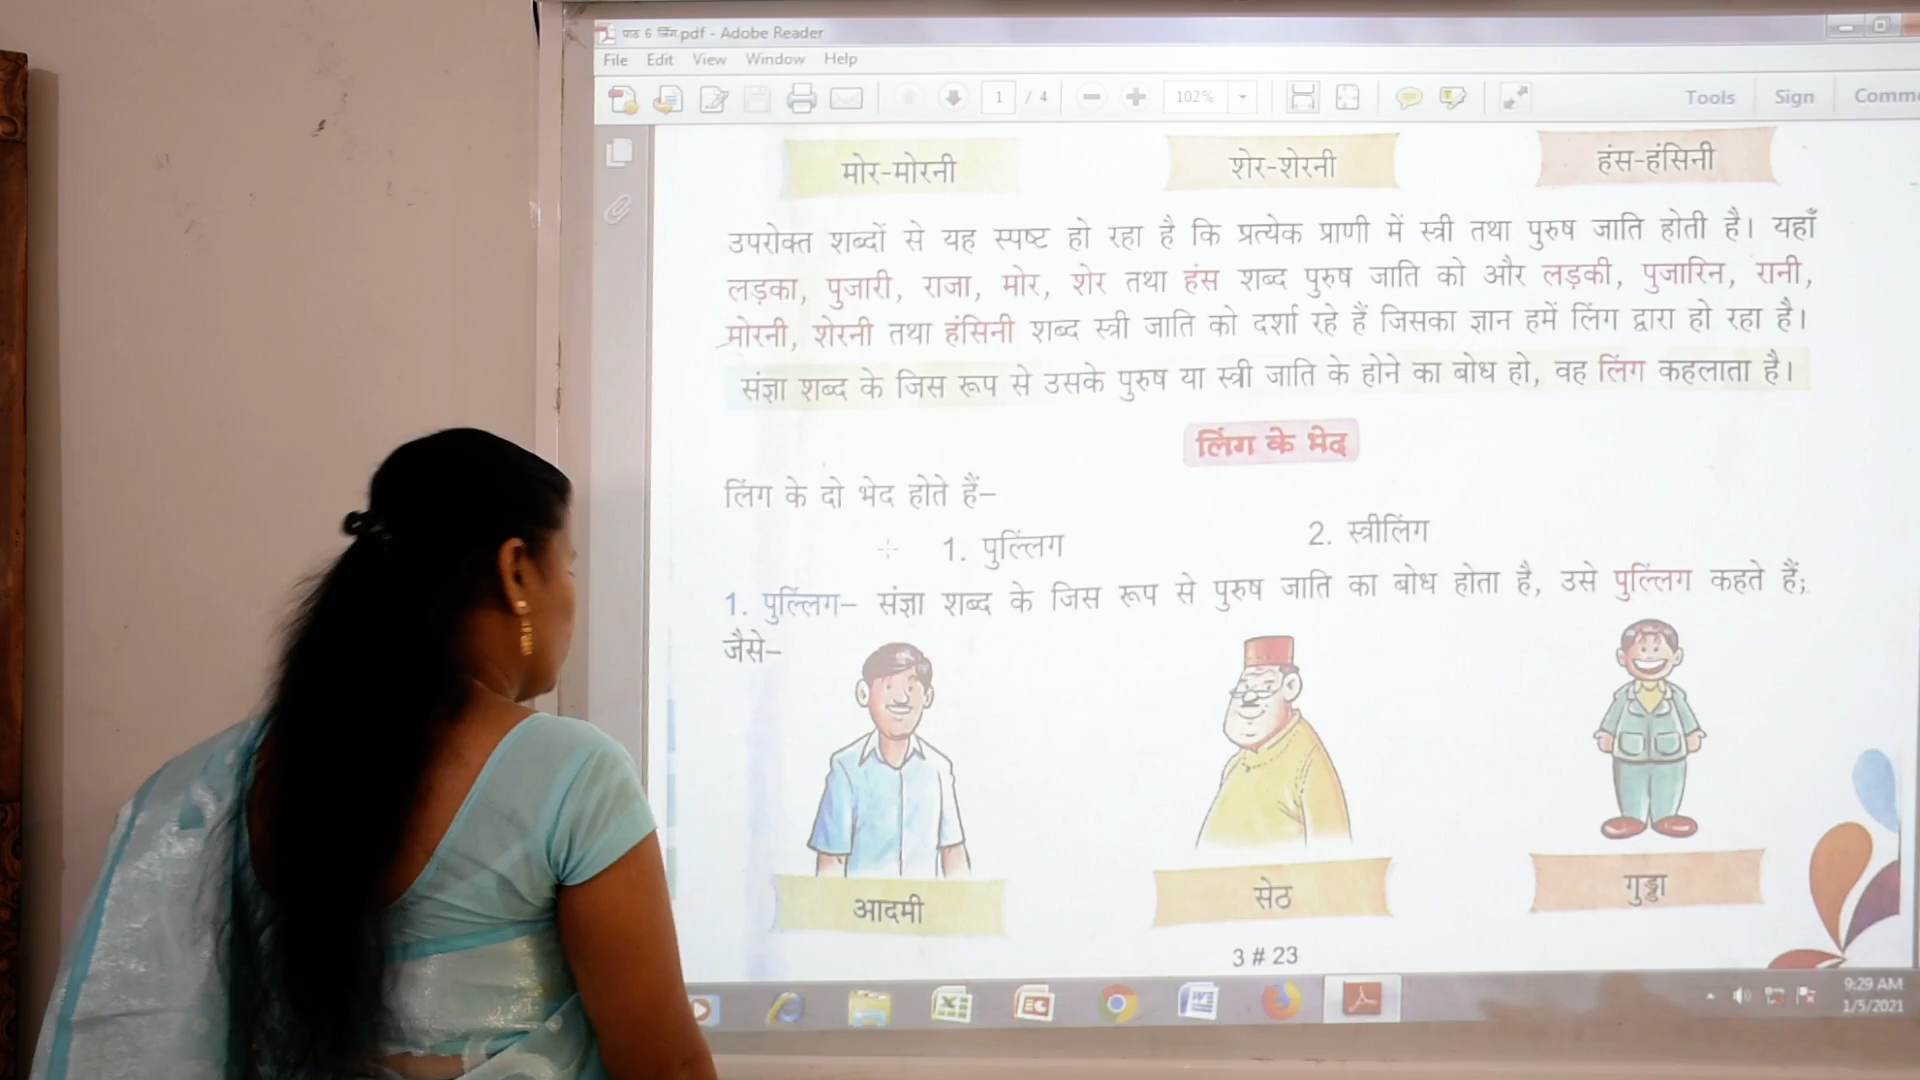 पाठ 6 लिंग.pdf - Adobe Reader
File Edit View Window Help
1 / 4 102% Tools Sign Comme
मोर-मोरनी शेर-शेरनी हंस-हंसिनी
उपरोक्त शब्दों से यह स्पष्ट हो रहा है कि प्रत्येक प्राणी में स्त्री तथा पुरुष जाति होती है। यहाँ
लड़का, पुजारी, राजा, मोर, शेर तथा हंस शब्द पुरुष जाति को और लड़की, पुजारिन, रानी,
मोरनी, शेरनी तथा हंसिनी शब्द स्त्री जाति को दर्शा रहे हैं जिसका ज्ञान हमें लिंग द्वारा हो रहा है।
संज्ञा शब्द के जिस रूप से उसके पुरुष या स्त्री जाति के होने का बोध हो, वह लिंग कहलाता है।
लिंग के भेद
लिंग के दो भेद होते हैं–
1. पुल्लिंग 2. स्त्रीलिंग
1. पुल्लिंग– संज्ञा शब्द के जिस रूप से पुरुष जाति का बोध होता है, उसे पुल्लिंग कहते हैं;
जैसे–
आदमी सेठ गुड्डा
3 # 23
9:29 AM
1/5/2021